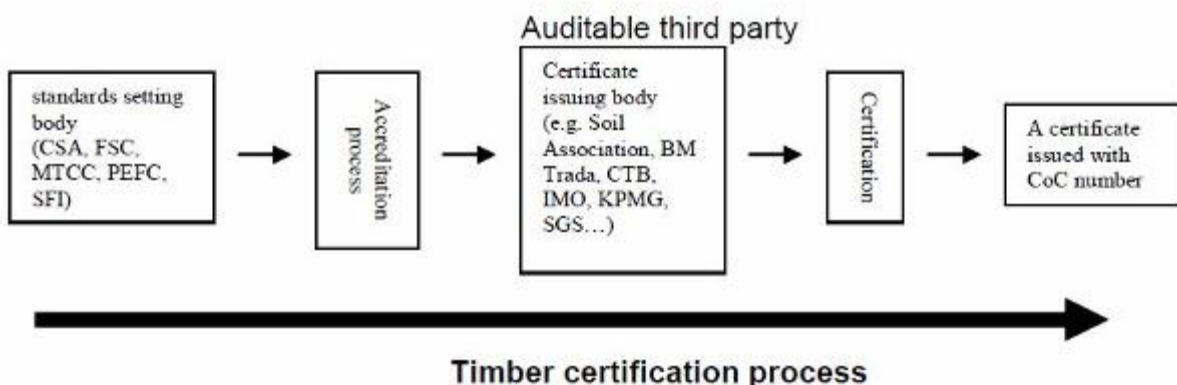 Auditable third party
standards setting
body
(CSA, FSC,
MTCC, PEFC,
SFI)
Accreditation
process
Certificate
issuing body
(e.g. Soil
Association, BM
Trada, CTB,
IMO, KPMG,
SGS…)
Certification
A certificate
issued with
CoC number
Timber certification process